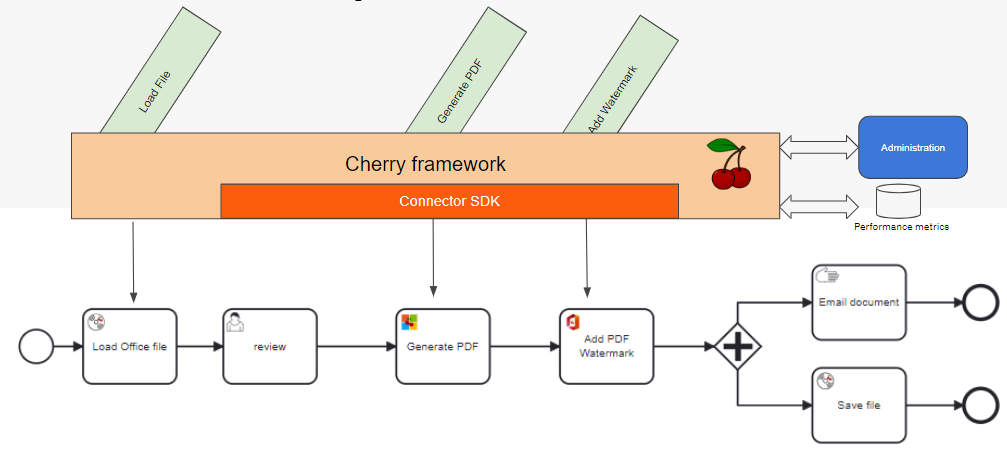 Load File
Generate PDF
Add Watermark
Cherry framework
Connector SDK
Administration
Performance metrics
Load Office file
review
Generate PDF
Add PDF
Watermark
Email document
Save file